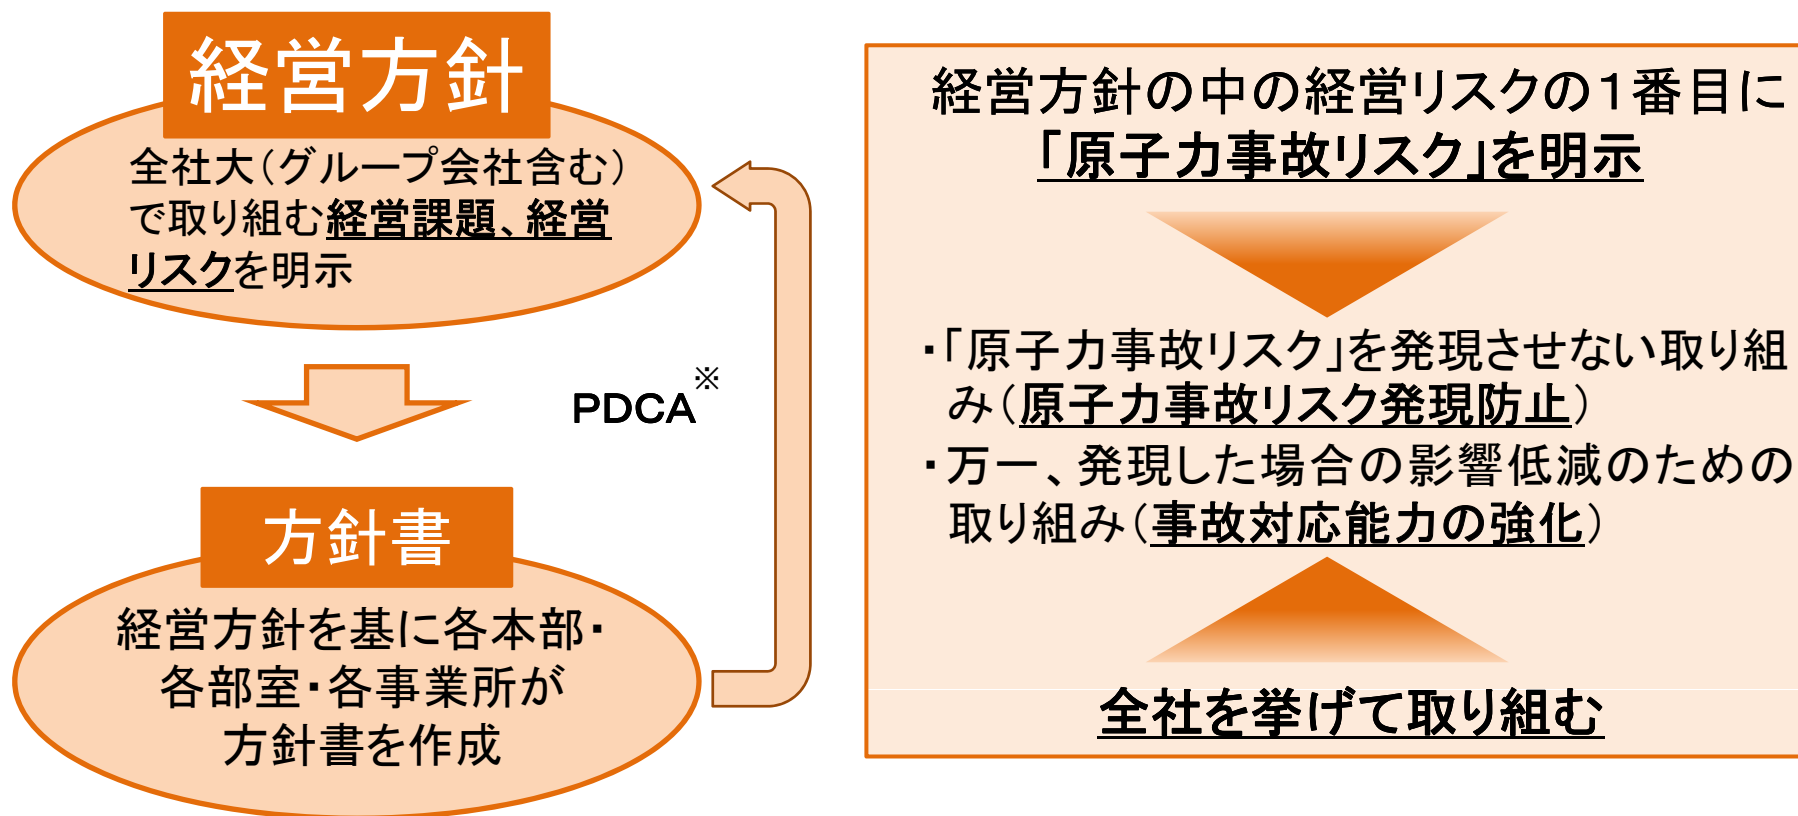 経営方針
全社大(グループ会社含む)
で取り組む経営課題、経営
リスクを明示
PDCA※
方針書
経営方針を基に各本部・
各部室・各事業所が
方針書を作成
経営方針の中の経営リスクの１番目に
「原子力事故リスク」を明示
・「原子力事故リスク」を発現させない取り組
み(原子力事故リスク発現防止)
・万一、発現した場合の影響低減のための
取り組み(事故対応能力の強化)
全社を挙げて取り組む